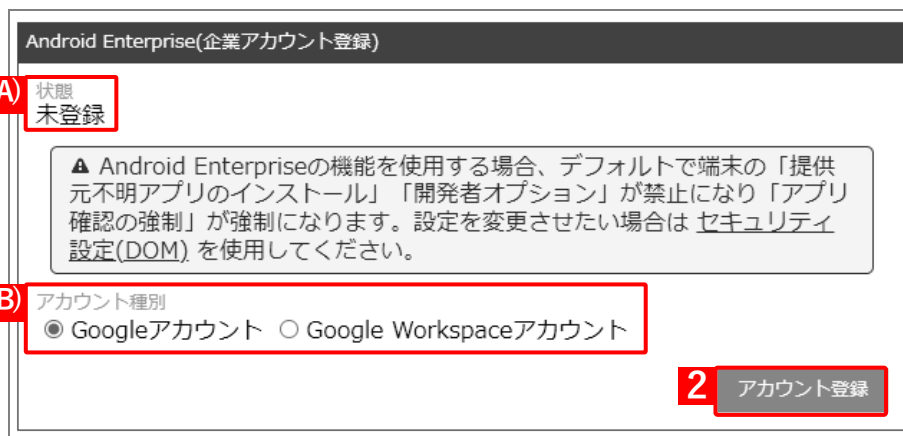 Android Enterprise(企業アカウント登録)
A)
状態
未登録
▲ Android Enterpriseの機能を使用する場合、デフォルトで端末の「提供
元不明アプリのインストール」「開発者オプション」が禁止になり「アプリ
確認の強制」が強制になります。設定を変更させたい場合は セキュリティ
設定(DOM) を使用してください。
B)
アカウント種別
Googleアカウント Google Workspaceアカウント
2 アカウント登録